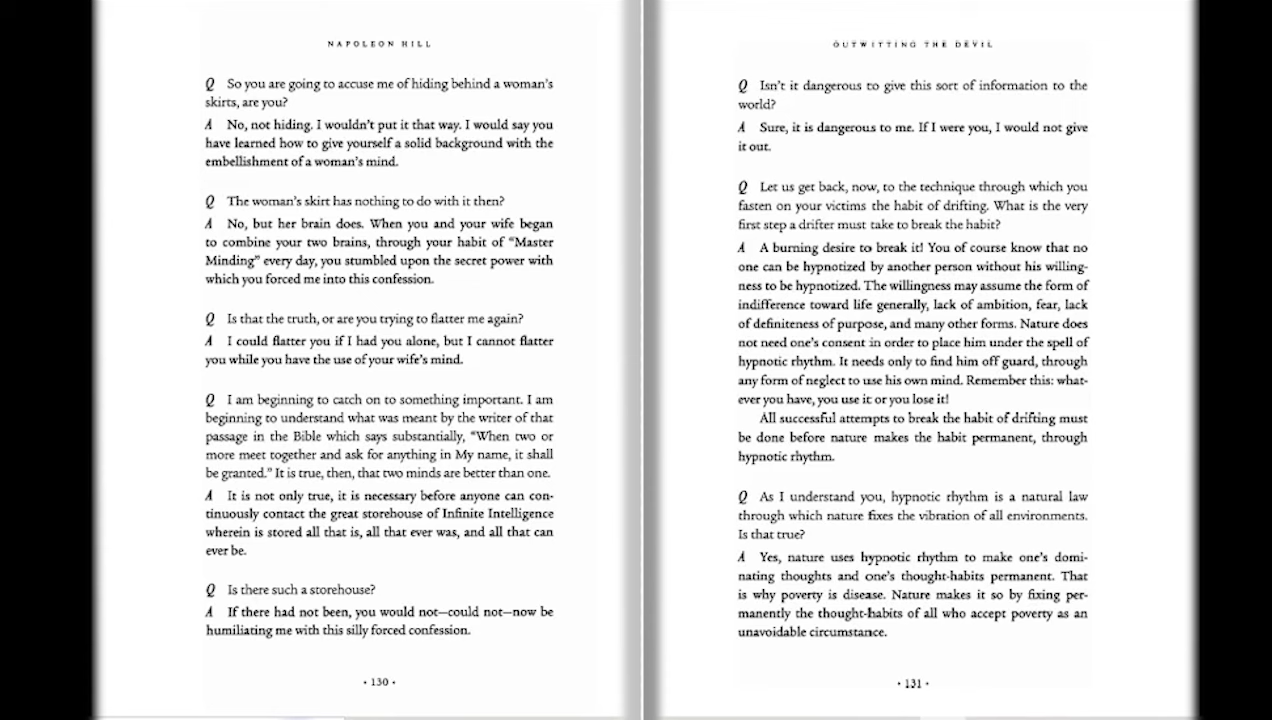 NAPOLEON HILL
Q So you are going to accuse me of hiding behind a woman's
skirts, are you?
A No, not hiding. I wouldn't put it that way. I would say you
have learned how to give yourself a solid background with the
embellishment of a woman's mind.
Q The woman's skirt has nothing to do with it then?
A No, but her brain does. When you and your wife began
to combine your two brains, through your habit of "Master
Minding" every day, you stumbled upon the secret power with
which you forced me into this confession.
Q Is that the truth, or are you trying to flatter me again?
A I could flatter you if I had you alone, but I cannot flatter
you while you have the use of your wife's mind.
Q I am beginning to catch on to something important. I am
beginning to understand what was meant by the writer of that
passage in the Bible which says substantially, "When two or
more meet together and ask for anything in My name, it shall
be granted." It is true, then, that two minds are better than one.
A It is not only true, it is necessary before anyone can con-
tinuously contact the great storehouse of Infinite Intelligence
wherein is stored all that is, all that ever was, and all that can
ever be.
Q Is there such a storehouse?
A If there had not been, you would not—could not—now be
humiliating me with this silly forced confession.
• 130 •
OUTWITTING THE DEVIL
Q Isn't it dangerous to give this sort of information to the
world?
A Sure, it is dangerous to me. If I were you, I would not give
it out.
Q Let us get back, now, to the technique through which you
fasten on your victims the habit of drifting. What is the very
first step a drifter must take to break the habit?
A A burning desire to break it! You of course know that no
one can be hypnotized by another person without his willing-
ness to be hypnotized. The willingness may assume the form of
indifference toward life generally, lack of ambition, fear, lack
of definiteness of purpose, and many other forms. Nature does
not need one's consent in order to place him under the spell of
hypnotic rhythm. It needs only to find him off guard, through
any form of neglect to use his own mind. Remember this: what-
ever you have, you use it or you lose it!
All successful attempts to break the habit of drifting must
be done before nature makes the habit permanent, through
hypnotic rhythm.
Q As I understand you, hypnotic rhythm is a natural law
through which nature fixes the vibration of all environments.
Is that true?
A Yes, nature uses hypnotic rhythm to make one's domi-
nating thoughts and one's thought-habits permanent. That
is why poverty is disease. Nature makes it so by fixing per-
manently the thought-habits of all who accept poverty as an
unavoidable circumstance.
• 131 •